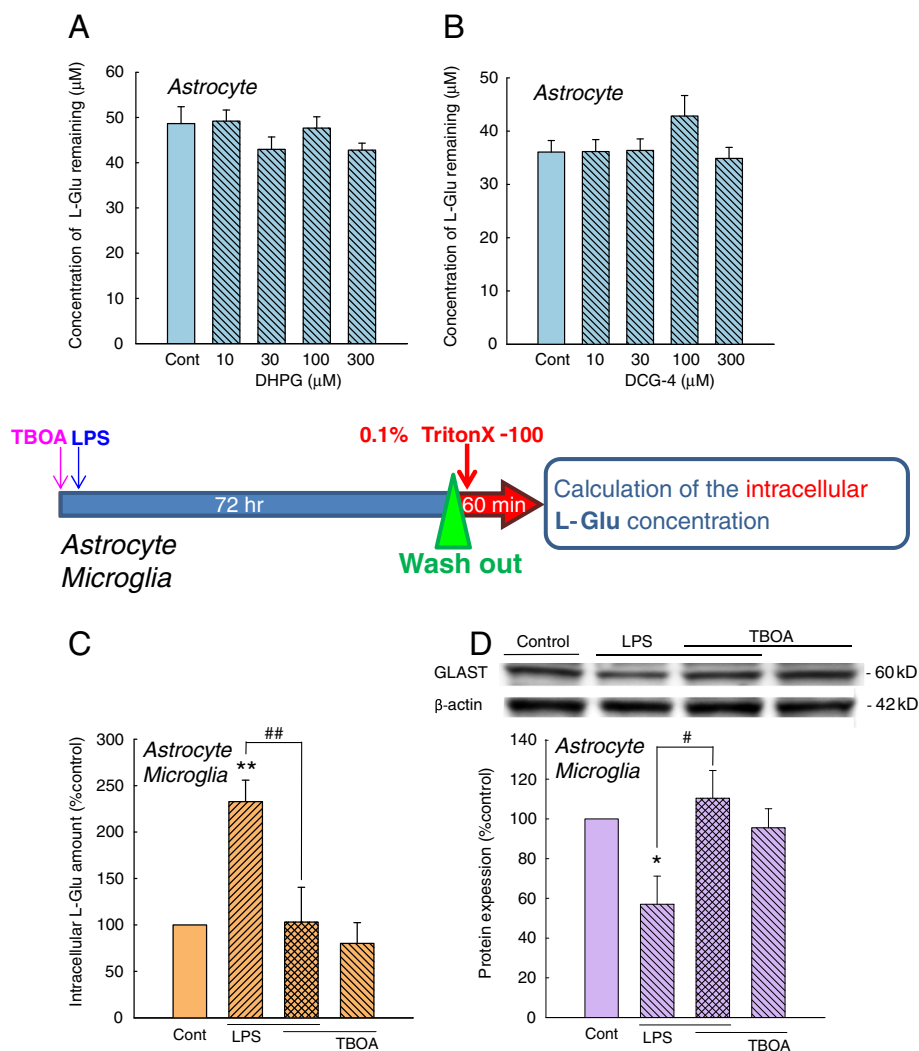 A
Concentration of L-Glu remaining (μM)
60
50
40
30
20
10
0
Astrocyte
Cont 10 30 100 300
DHPG (μM)
B
Concentration of L-Glu remaining (μM)
50
40
30
20
10
0
Astrocyte
Cont 10 30 100 300
DCG-4 (μM)
TBOA LPS
0.1% TritonX -100
72 hr
60 min
Astrocyte
Microglia
Wash out
Calculation of the intracellular
L-Glu concentration
C
Intracellular L-Glu amount (%control)
300
250
200
150
100
50
0
Astrocyte
Microglia
**
##
Cont LPS TBOA
D
Control LPS TBOA
GLAST - 60kD
β-actin - 42kD
Protein expession (%control)
140
120
100
80
60
40
20
0
Astrocyte
Microglia
*
#
Cont LPS TBOA